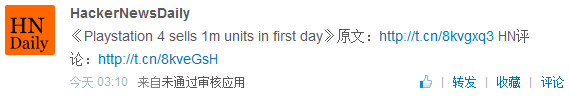 HN
Daily
HackerNewsDaily
《Playstation 4 sells 1m units in first day》原文：http://t.cn/8kvgxq3 HN评
论：http://t.cn/8kveGsH
今天 03:10 来自未通过审核应用 | 转发 | 收藏 | 评论